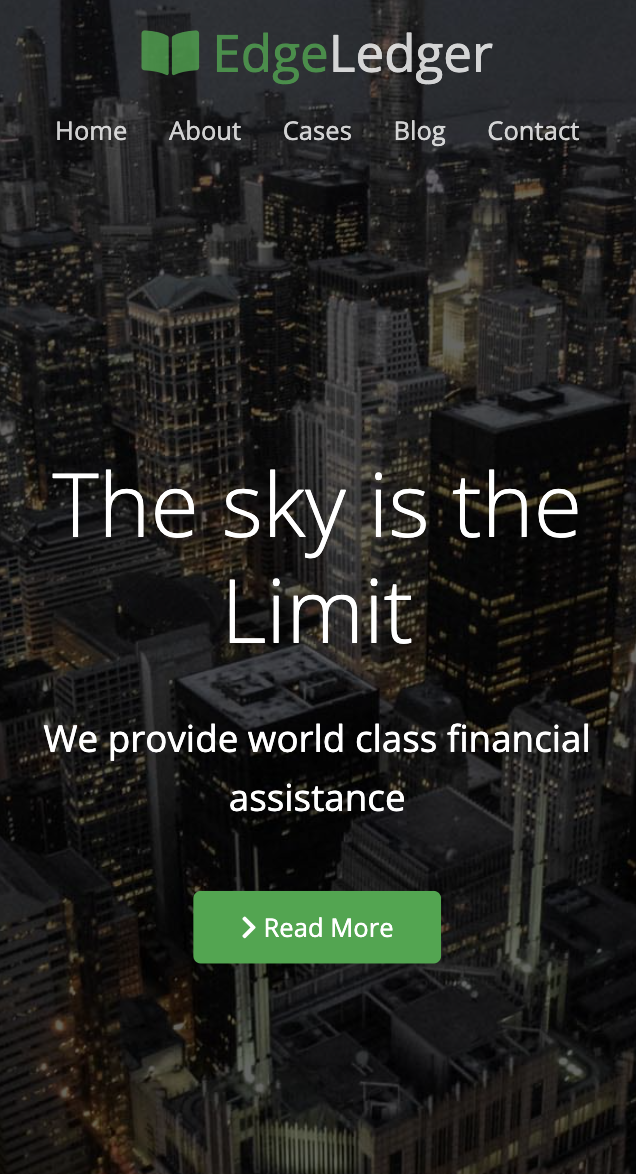 EdgeLedger
Home About Cases Blog Contact
The sky is the
Limit
We provide world class financial
assistance
Read More